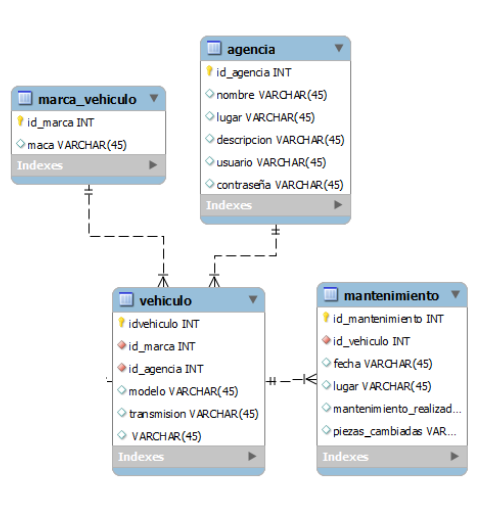 agencia
id_agencia INT
nombre VARCHAR(45)
lugar VARCHAR(45)
descripcion VARCHAR(45)
usuario VARCHAR(45)
contraseña VARCHAR(45)
Indexes
marca_vehiculo
id_marca INT
maca VARCHAR(45)
Indexes
vehiculo
idvehiculo INT
id_marca INT
id_agencia INT
modelo VARCHAR(45)
transmision VARCHAR(45)
VARCHAR(45)
Indexes
mantenimiento
id_mantenimiento INT
id_vehiculo INT
fecha VARCHAR(45)
lugar VARCHAR(45)
mantenimiento_realizad...
piezas_cambiadas VAR...
Indexes